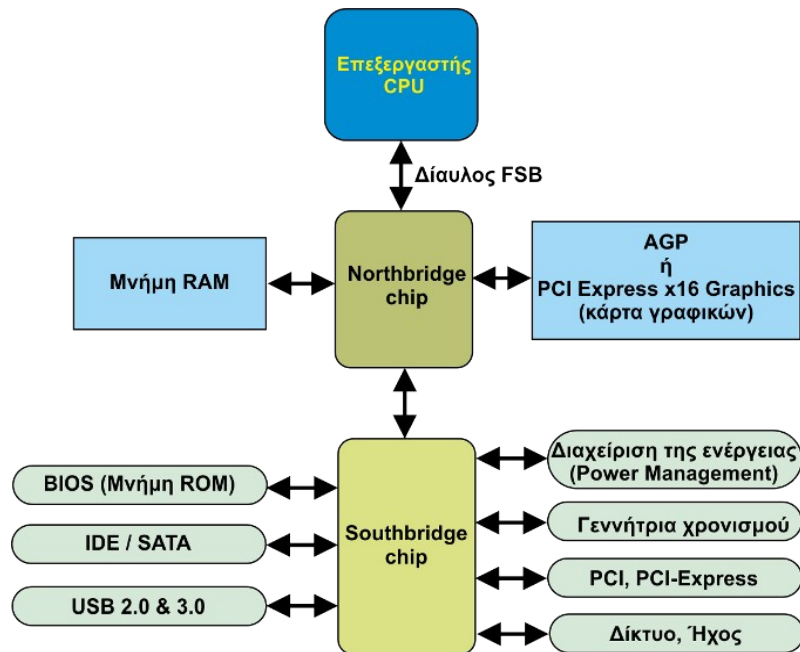 Επεξεργαστής
CPU
Δίαυλος FSB
Μνήμη RAM
Northbridge
chip
AGP
ή
PCI Express x16 Graphics
(κάρτα γραφικών)
BIOS (Μνήμη ROM)
IDE / SATA
USB 2.0 & 3.0
Southbridge
chip
Διαχείριση της ενέργειας
(Power Management)
Γεννήτρια χρονισμού
PCI, PCI-Express
Δίκτυο, Ήχος